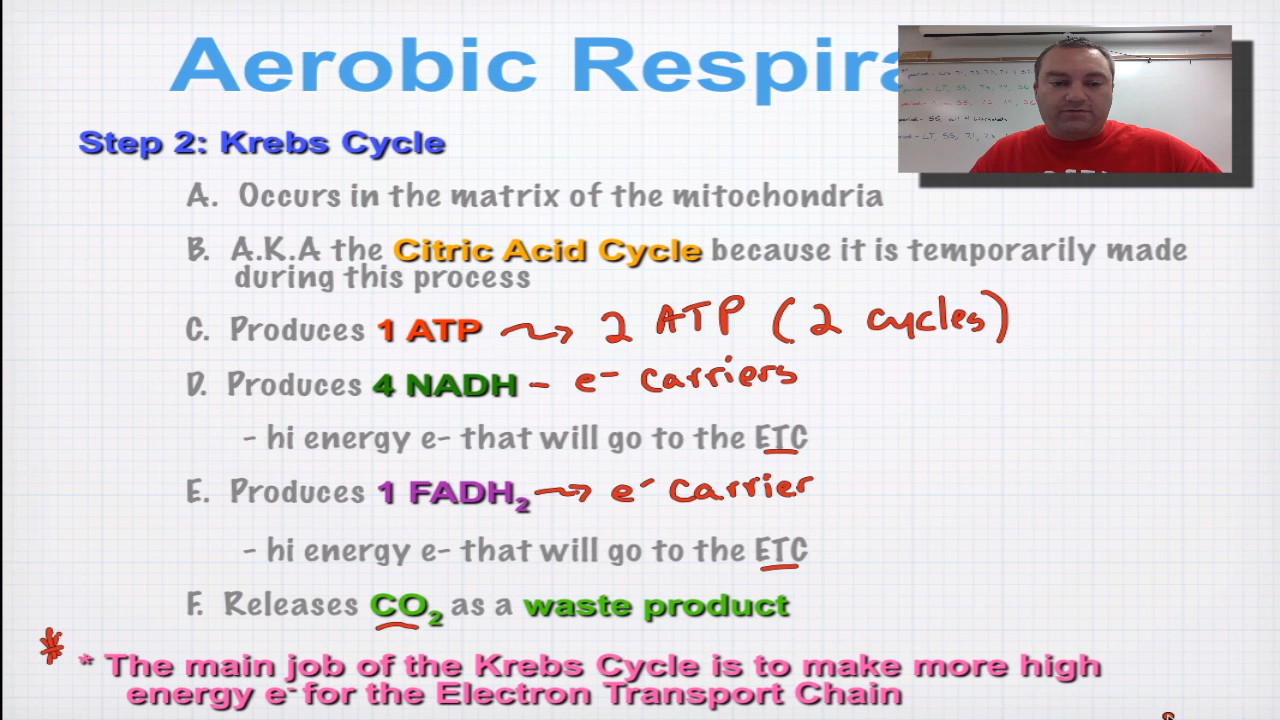 Aerobic Respira
Step 2: Krebs Cycle
A. Occurs in the matrix of the mitochondria
B. A.K.A the Citric Acid Cycle because it is temporarily made
during this process
C. Produces 1 ATP → 2 ATP (2 cycles)
D. Produces 4 NADH - e- carriers
- hi energy e- that will go to the ETC
E. Produces 1 FADH2 → e- carrier
- hi energy e- that will go to the ETC
F. Releases CO2 as a waste product
* The main job of the Krebs Cycle is to make more high
energy e- for the Electron Transport Chain